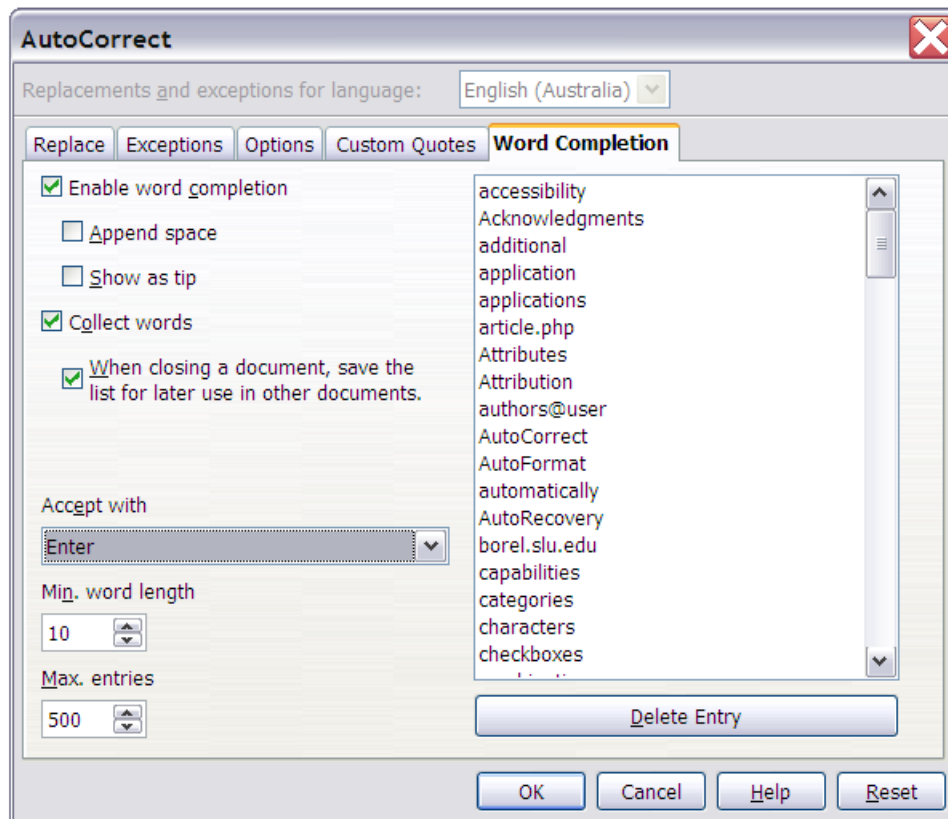 AutoCorrect
Replacements and exceptions for language: English (Australia)
Replace Exceptions Options Custom Quotes Word Completion
Enable word completion
Append space
Show as tip
Collect words
When closing a document, save the
list for later use in other documents.
Accept with
Enter
Min. word length
10
Max. entries
500
accessibility
Acknowledgments
additional
application
applications
article.php
Attributes
Attribution
authors@user
AutoCorrect
AutoFormat
automatically
AutoRecovery
borel.slu.edu
capabilities
categories
characters
checkboxes
Delete Entry
OK Cancel Help Reset